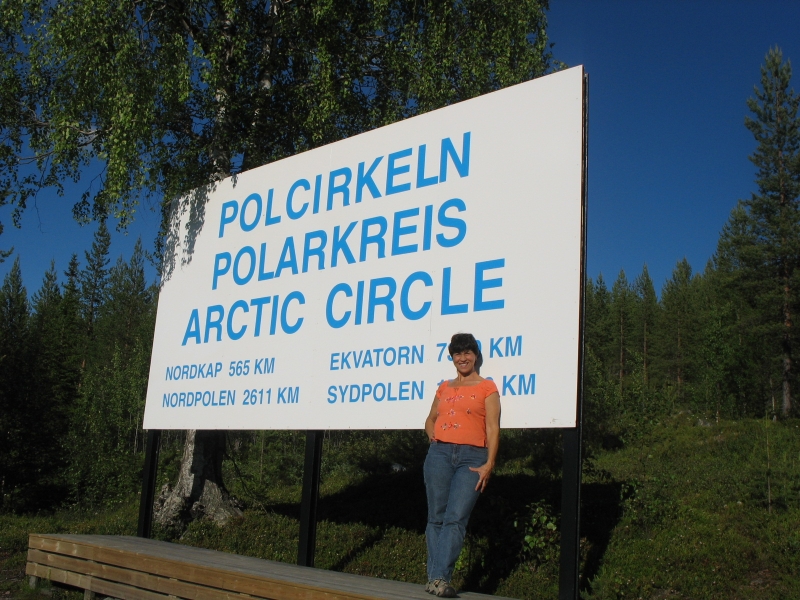 POLCIRKELN
POLARKREIS
ARCTIC CIRCLE
NORDKAP 565 KM
NORDPOLEN 2611 KM
EKVATORN KM
SYDPOLEN KM